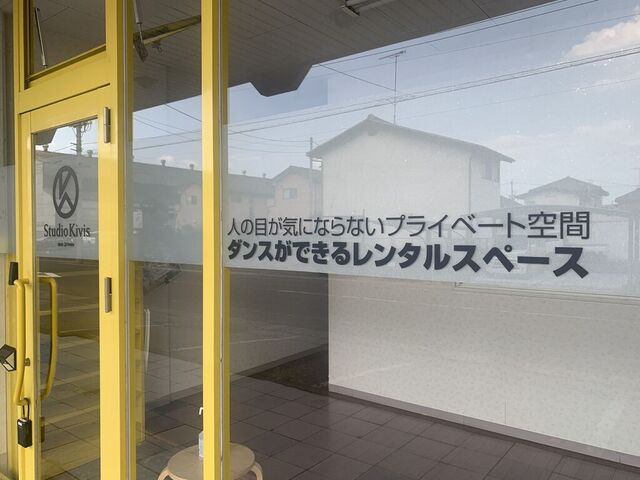 Studio Kivis
人の目が気にならないプライベート空間
ダンスができるレンタルスペース